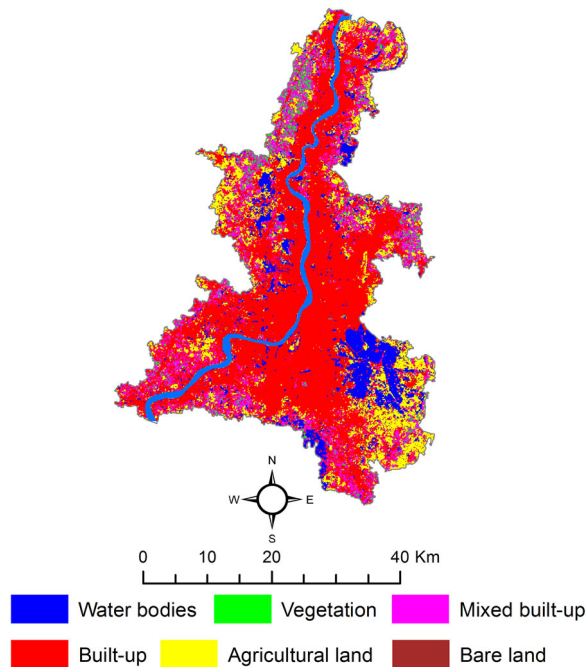 N
W E
S
0 10 20 40 Km
Water bodies Vegetation Mixed built-up
Built-up Agricultural land Bare land